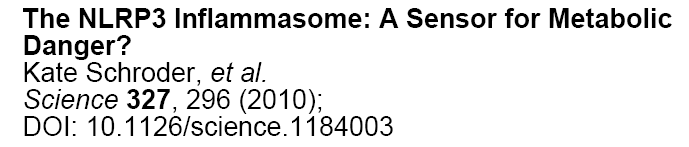 The NLRP3 Inflammasome: A Sensor for Metabolic
Danger?
Kate Schroder, et al.
Science 327, 296 (2010);
DOI: 10.1126/science.1184003